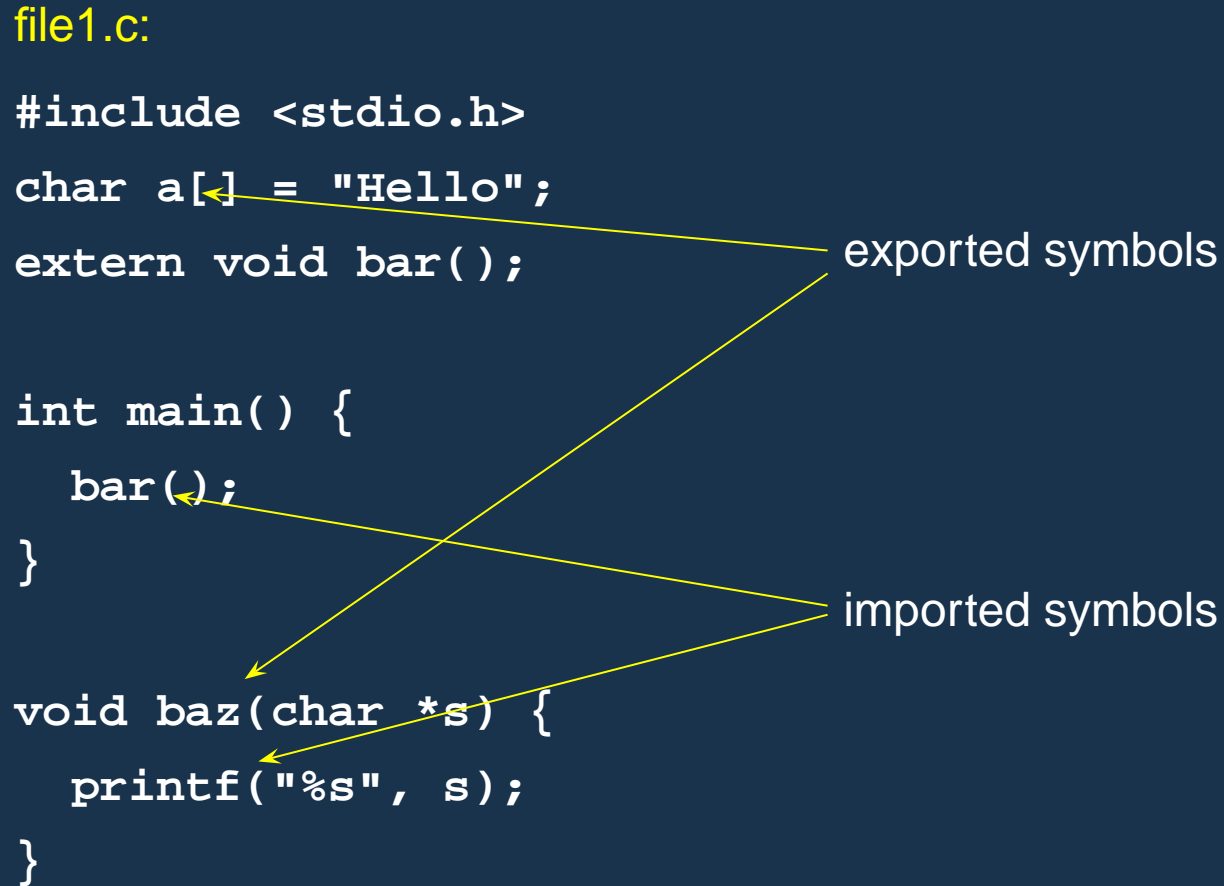 file1.c:
#include <stdio.h>
char a[] = "Hello";
extern void bar();
exported symbols
int main() {
bar();
}
imported symbols
void baz(char *s) {
printf("%s", s);
}